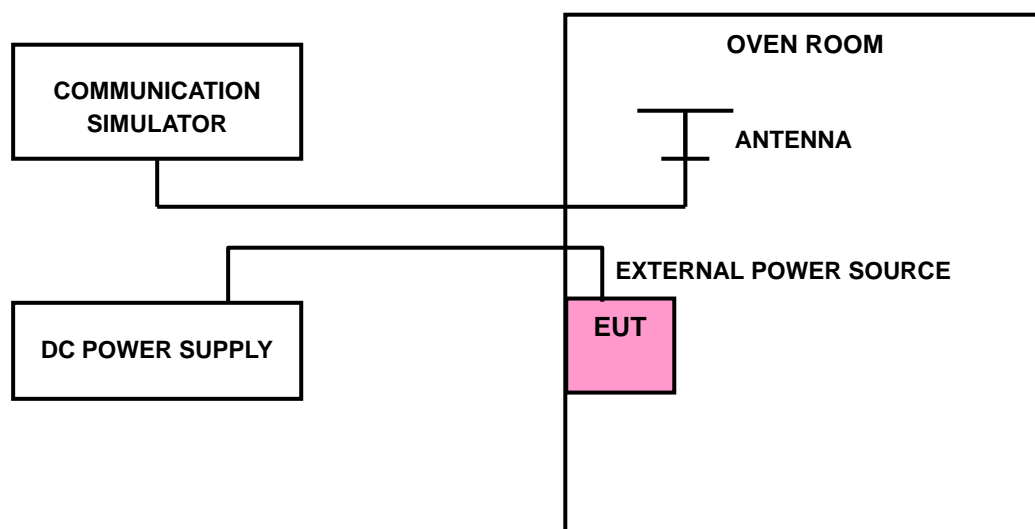 OVEN ROOM
COMMUNICATION
SIMULATOR
ANTENNA
EXTERNAL POWER SOURCE
EUT
DC POWER SUPPLY